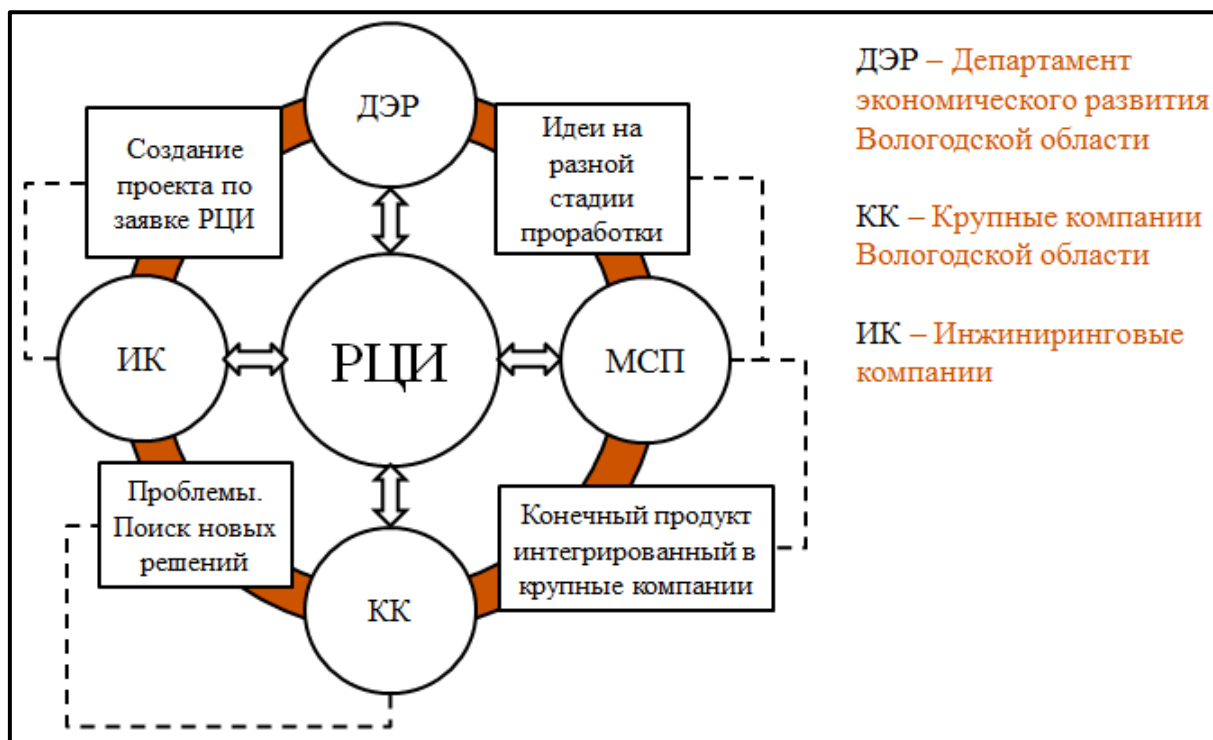 ДЭР
Создание
проекта по
заявке РЦИ
Идеи на
разной
стадии
проработки
ИК
РЦИ
МСП
Проблемы.
Поиск новых
решений
Конечный продукт
интегрированный в
крупные компании
КК
ДЭР – Департамент
экономического развития
Вологодской области
КК – Крупные компании
Вологодской области
ИК – Инжиниринговые
компании